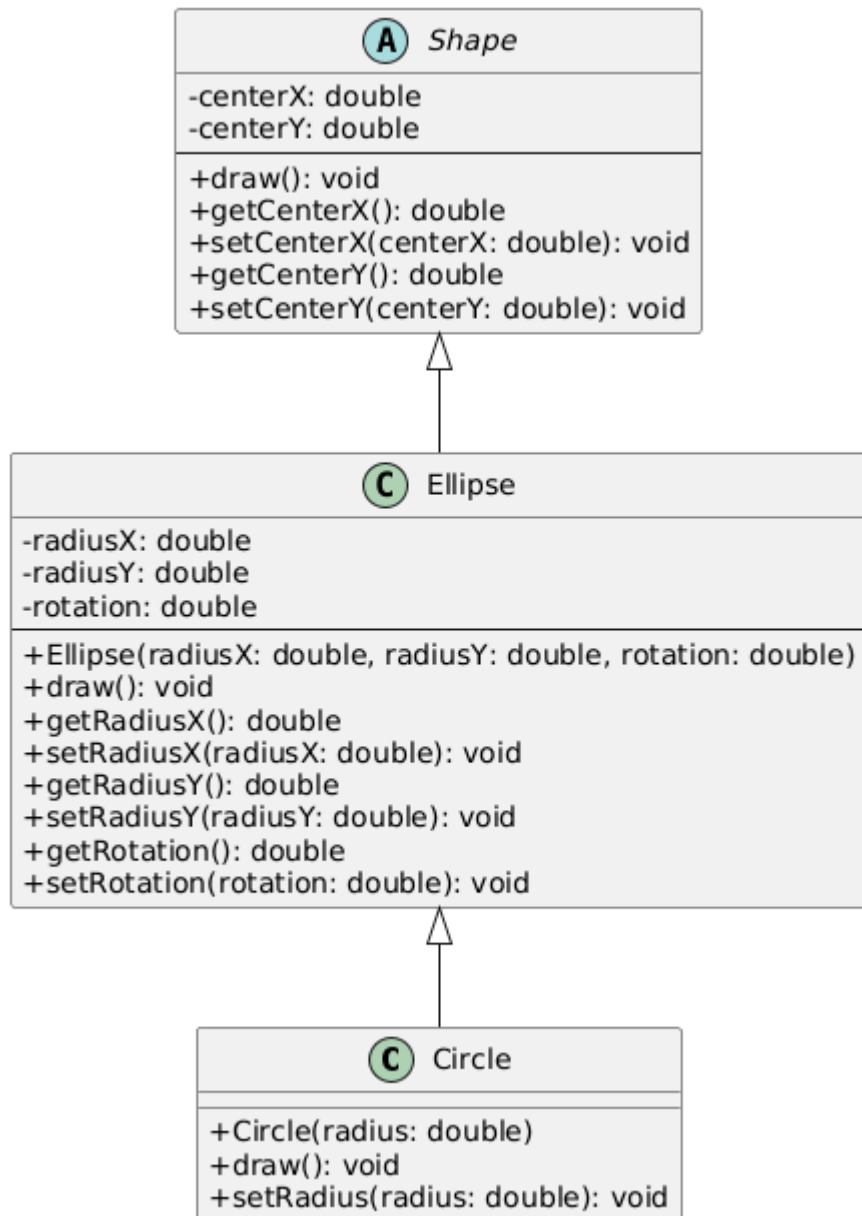 A Shape
-centerX: double
-centerY: double
+draw(): void
+getCenterX(): double
+setCenterX(centerX: double): void
+getCenterY(): double
+setCenterY(centerY: double): void
C Ellipse
-radiusX: double
-radiusY: double
-rotation: double
+Ellipse(radiusX: double, radiusY: double, rotation: double)
+draw(): void
+getRadiusX(): double
+setRadiusX(radiusX: double): void
+getRadiusY(): double
+setRadiusY(radiusY: double): void
+getRotation(): double
+setRotation(rotation: double): void
C Circle
+Circle(radius: double)
+draw(): void
+setRadius(radius: double): void